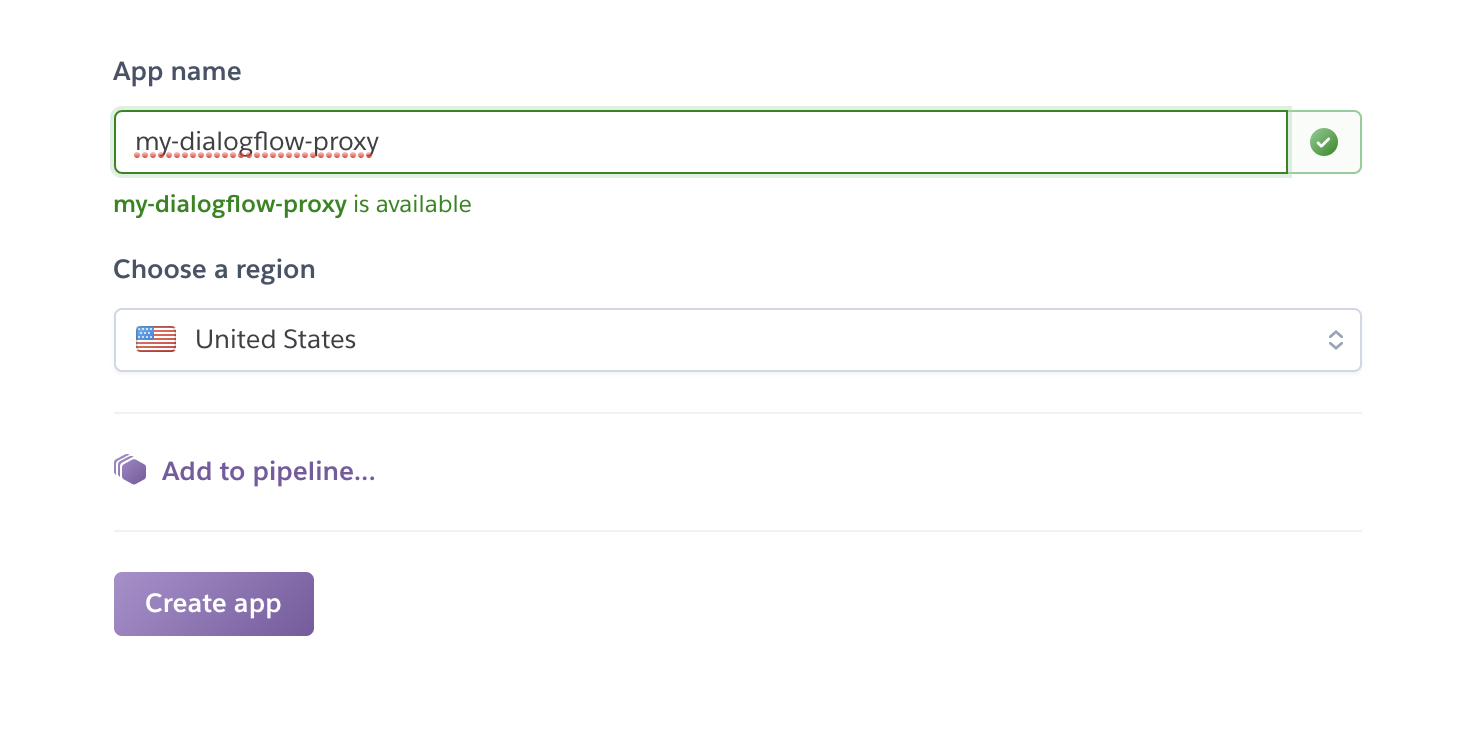 App name
my-dialogflow-proxy
my-dialogflow-proxy is available
Choose a region
United States
Add to pipeline...
Create app